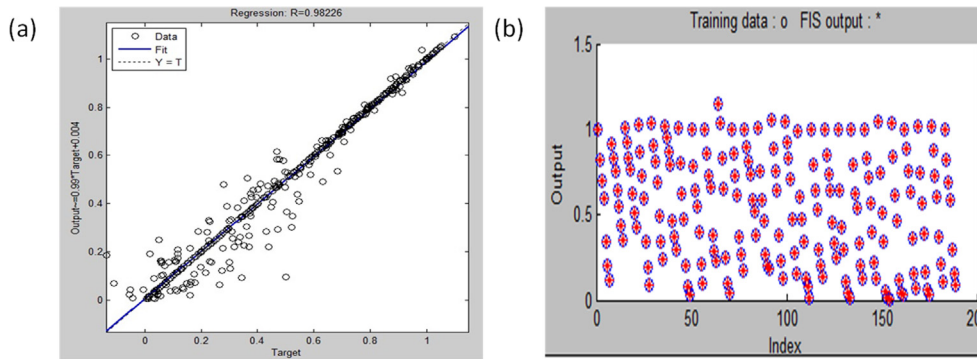 (a)
Regression: R=0.98226
Data
Fit
Y = T
Output~=0.99*Target+0.004
1
0.8
0.6
0.4
0.2
0
0
0.2
0.4
0.6
0.8
1
Target
(b)
Training data : o FIS output : *
Output
1.5
1
0.5
0
0
50
100
150
200
Index